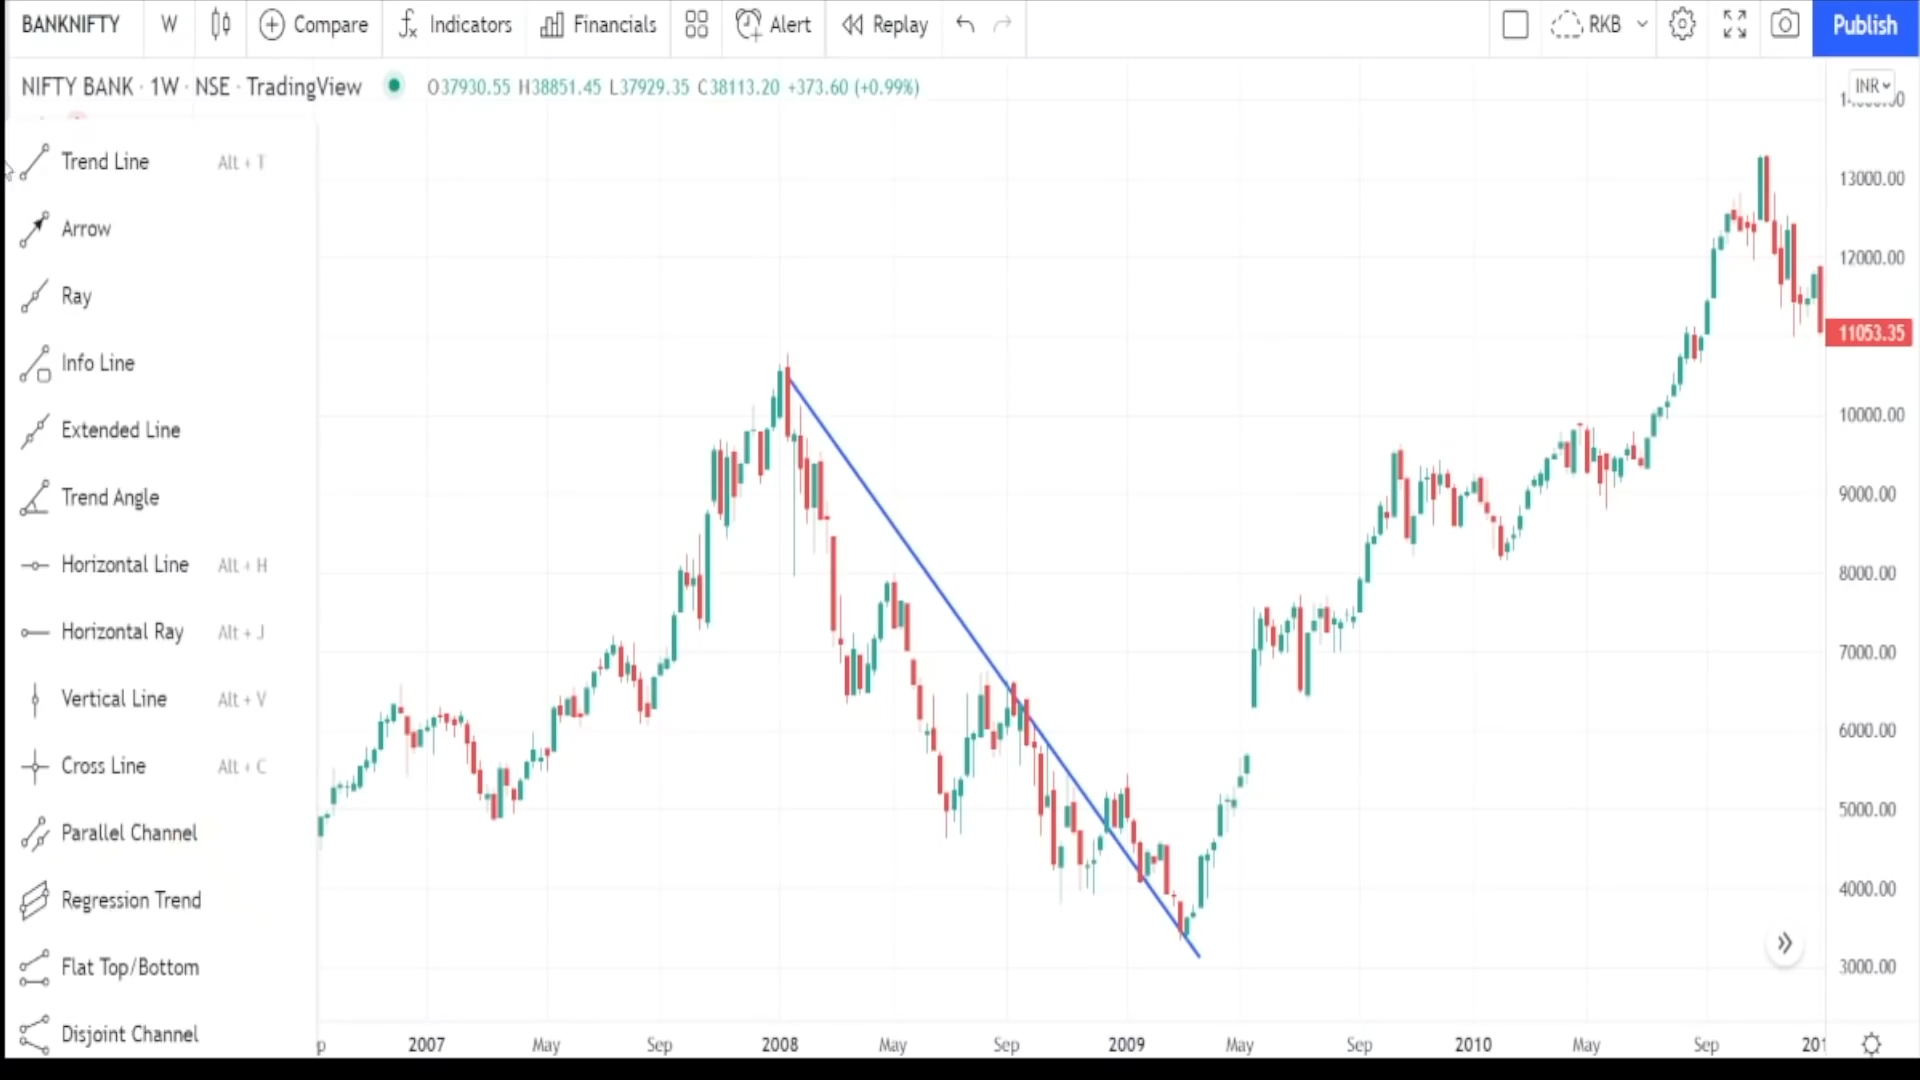 BANKNIFTY W Compare Indicators Financials Alert Replay RKB Publish
NIFTY BANK · 1W · NSE · TradingView O37930.55 H38851.45 L37929.35 C38113.20 +373.60 (+0.99%)
INR
Trend Line Alt + T
Arrow
Ray
Info Line
Extended Line
Trend Angle
Horizontal Line Alt + H
Horizontal Ray Alt + J
Vertical Line Alt + V
Cross Line Alt + C
Parallel Channel
Regression Trend
Flat Top/Bottom
Disjoint Channel
13000.00
12000.00
11053.35
10000.00
9000.00
8000.00
7000.00
6000.00
5000.00
4000.00
3000.00
2007 May Sep 2008 May Sep 2009 May Sep 2010 May Sep